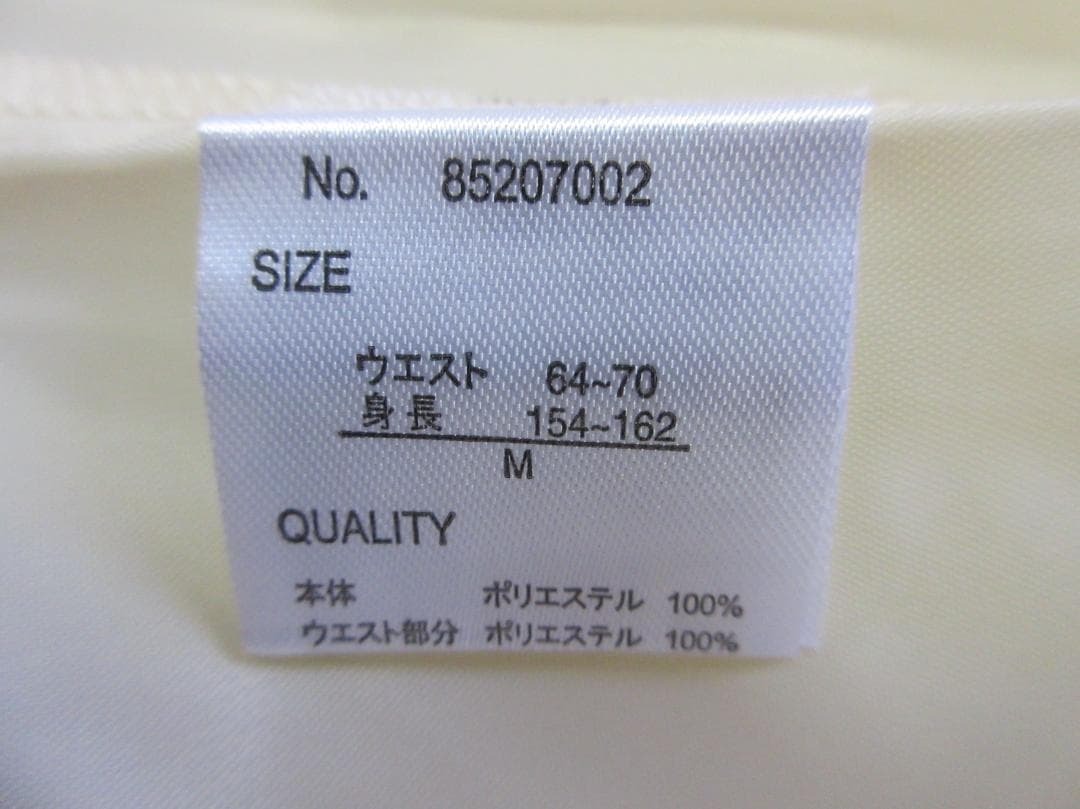 No. 85207002
SIZE
ウエスト 64~70
身長 154~162
M
QUALITY
本体 ポリエステル 100%
ウエスト部分 ポリエステル 100%